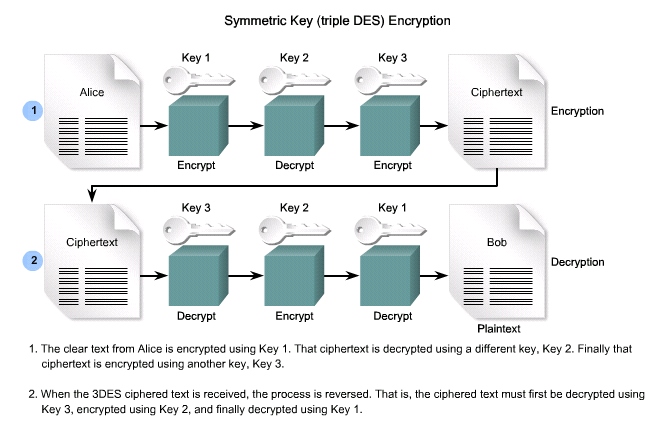 Symmetric Key (triple DES) Encryption
Key 1 Key 2 Key 3
Alice Ciphertext
1 Encryption
Encrypt Decrypt Encrypt
Key 3 Key 2 Key 1
Ciphertext Bob
2 Decryption
Decrypt Encrypt Decrypt
Plaintext
1. The clear text from Alice is encrypted using Key 1. That ciphertext is decrypted using a different key, Key 2. Finally that
ciphertext is encrypted using another key, Key 3.
2. When the 3DES ciphered text is received, the process is reversed. That is, the ciphered text must first be decrypted using
Key 3, encrypted using Key 2, and finally decrypted using Key 1.